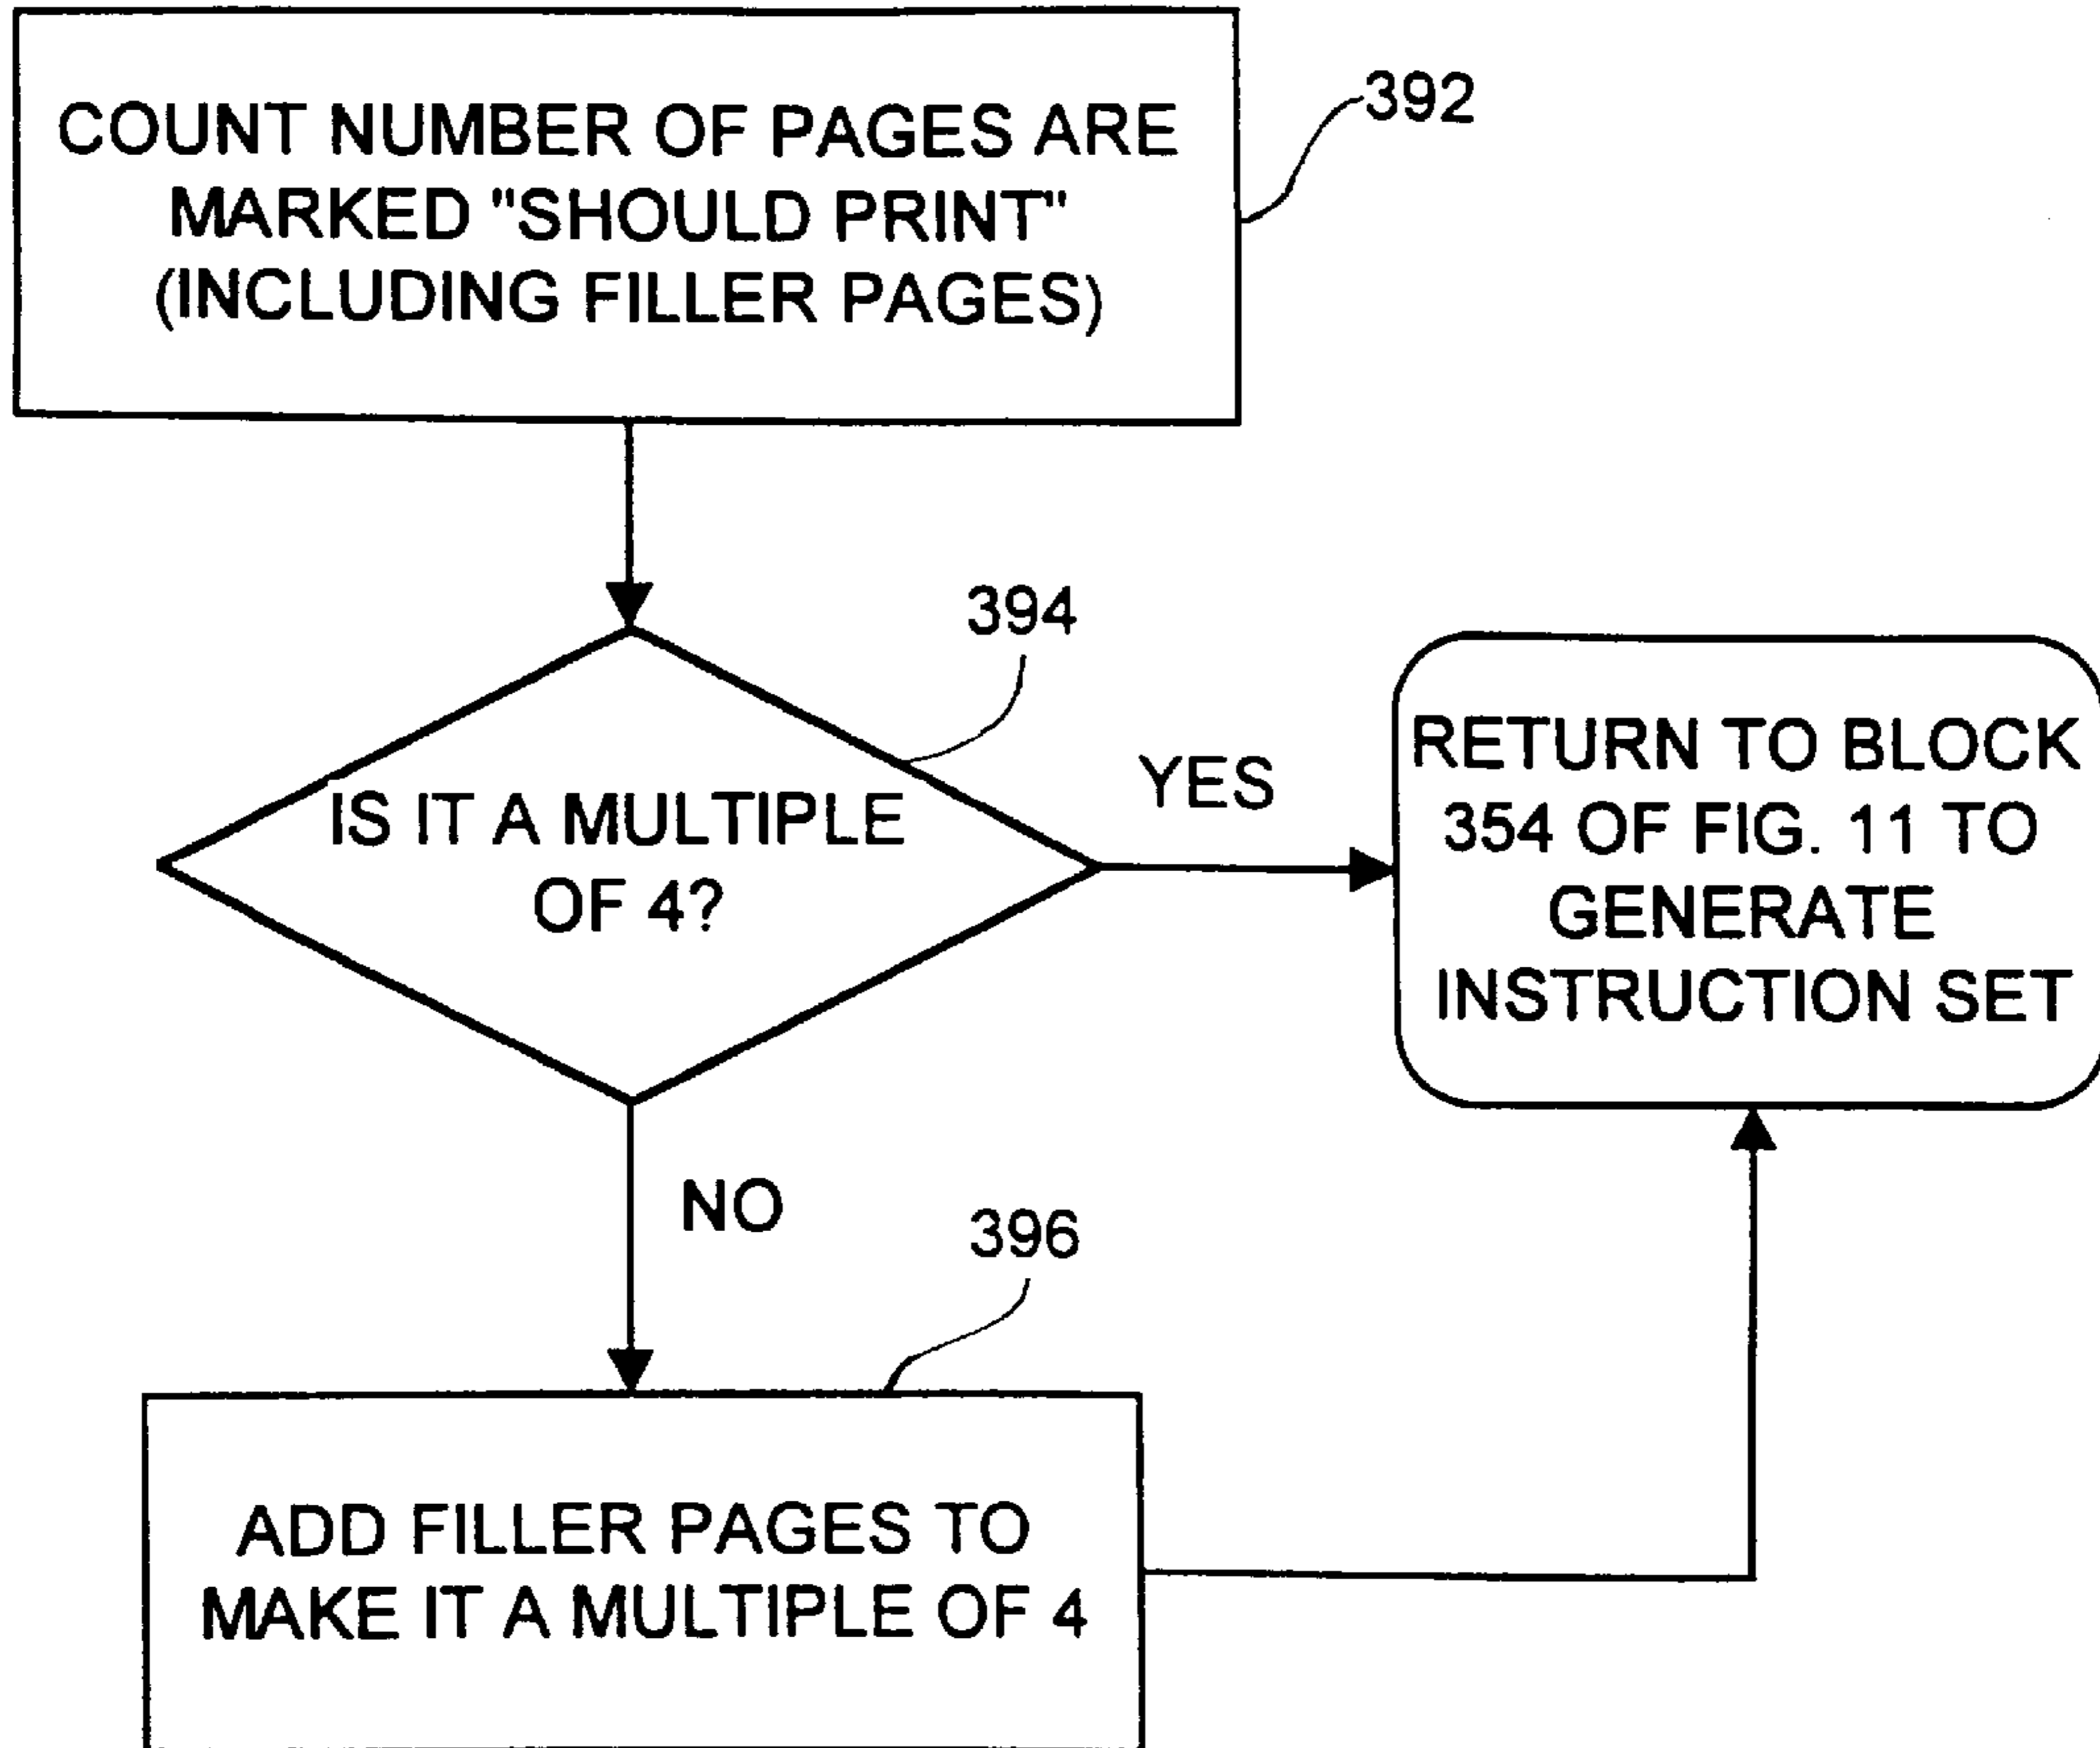 COUNT NUMBER OF PAGES ARE
MARKED "SHOULD PRINT"
(INCLUDING FILLER PAGES)
392
394
IS IT A MULTIPLE
OF 4?
YES
RETURN TO BLOCK
354 OF FIG. 11 TO
GENERATE
INSTRUCTION SET
NO
396
ADD FILLER PAGES TO
MAKE IT A MULTIPLE OF 4